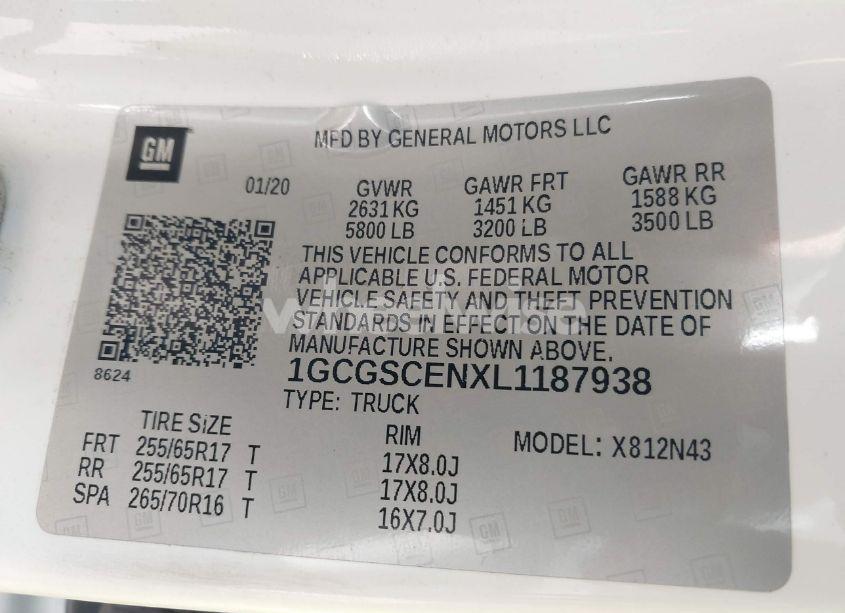 GM
MFD BY GENERAL MOTORS LLC
01/20
GVWR GAWR FRT GAWR RR
2631 KG 1451 KG 1588 KG
5800 LB 3200 LB 3500 LB
THIS VEHICLE CONFORMS TO ALL
APPLICABLE U.S. FEDERAL MOTOR
VEHICLE SAFETY AND THEFT PREVENTION
STANDARDS IN EFFECT ON THE DATE OF
MANUFACTURE SHOWN ABOVE.
8624
1GCGSCENXL1187938
TYPE: TRUCK
TIRE SIZE RIM MODEL: X812N43
FRT 255/65R17 T 17X8.0J
RR 255/65R17 T 17X8.0J
SPA 265/70R16 T 16X7.0J